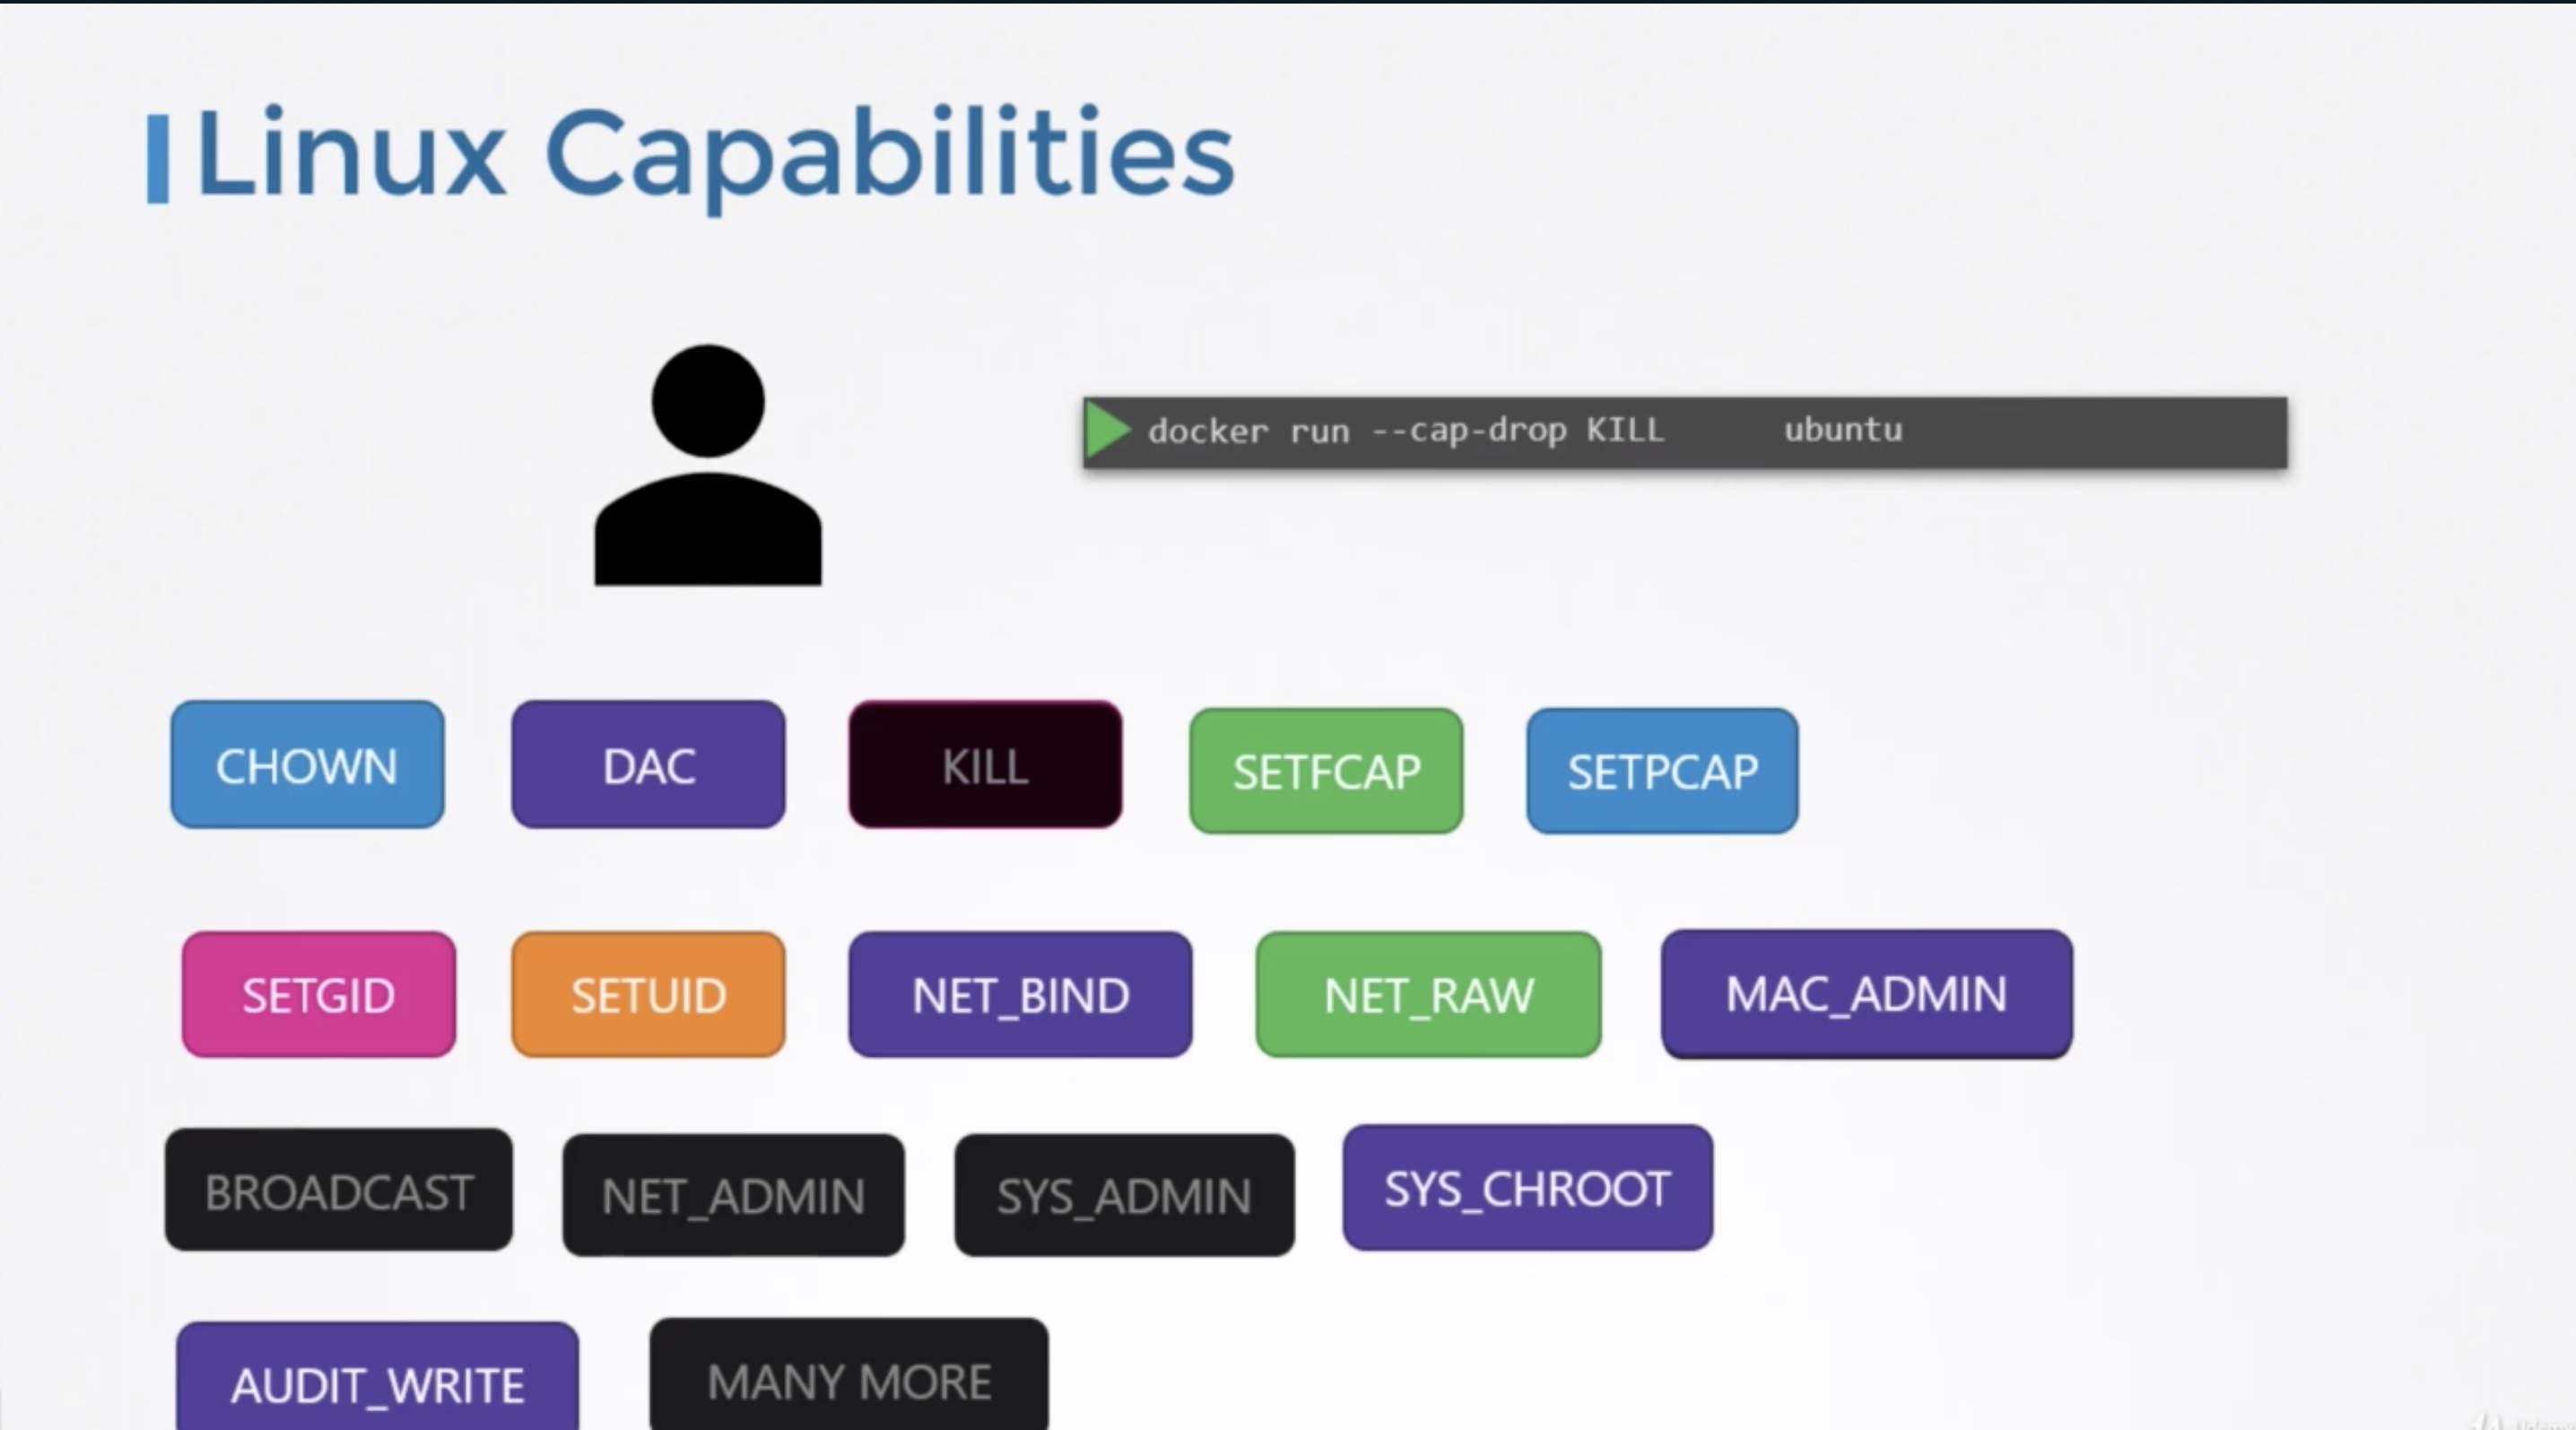 Linux Capabilities
docker run --cap-drop KILL ubuntu
CHOWN DAC KILL SETFCAP SETPCAP
SETGID SETUID NET_BIND NET_RAW MAC_ADMIN
BROADCAST NET_ADMIN SYS_ADMIN SYS_CHROOT
AUDIT_WRITE MANY MORE